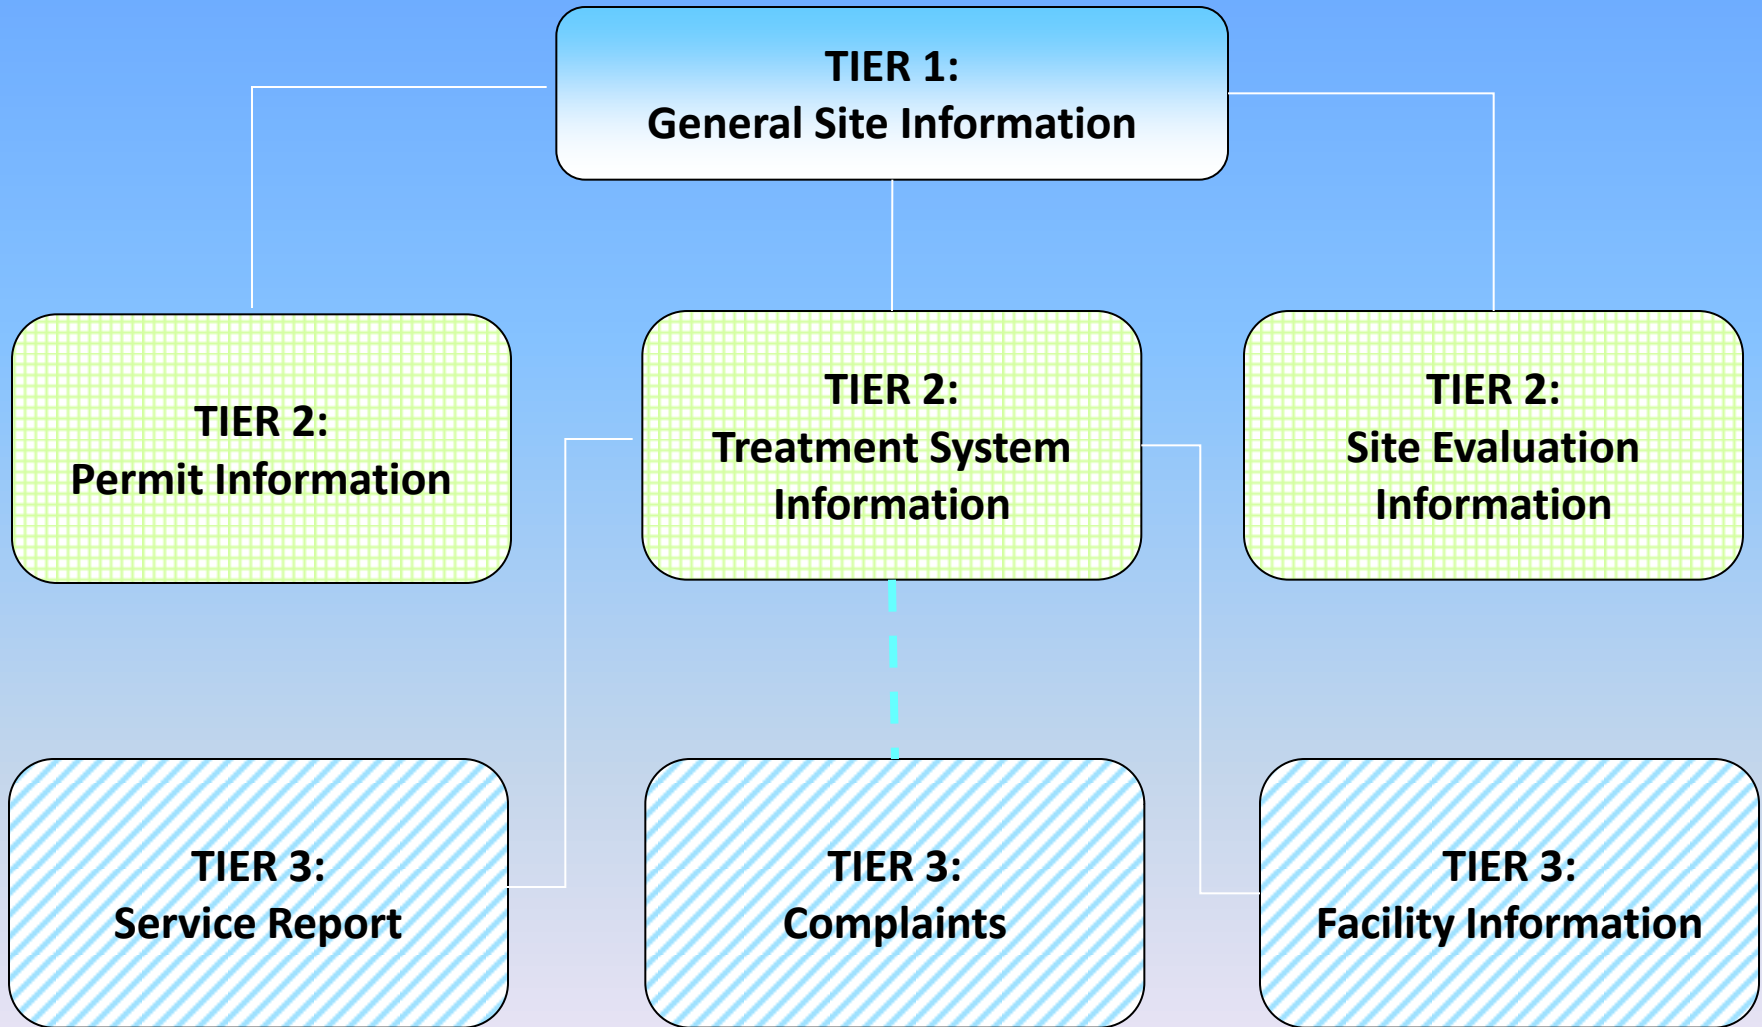 TIER 1:
General Site Information
TIER 2:
Permit Information
TIER 2:
Treatment System
Information
TIER 2:
Site Evaluation
Information
TIER 3:
Service Report
TIER 3:
Complaints
TIER 3:
Facility Information